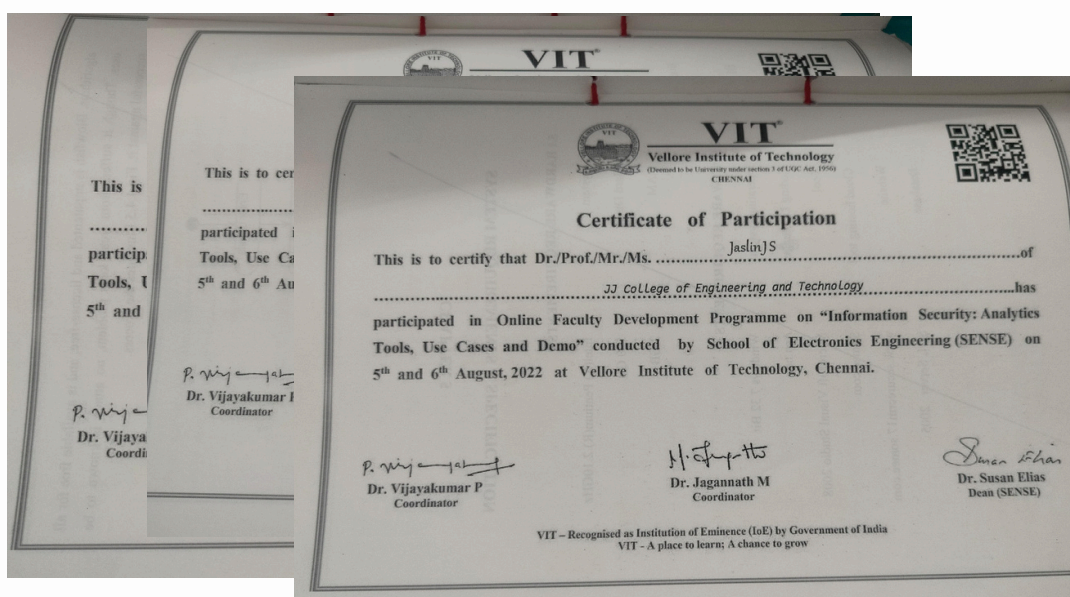 VIT
This is
particip
Tools, U
5th and
P. Vijay
Dr. Vijaya
Coordi
VIT
This is to cer
participated i
Tools, Use Ca
5th and 6th Au
Dr. Vijayakumar P
Coordinator
VIT
Vellore Institute of Technology
(Deemed to be University under section 3 of UGC Act, 1956)
CHENNAI
Certificate of Participation
This is to certify that Dr./Prof./Mr./Ms. ........JaslinJS........of
........JJ College of Engineering and Technology........has
participated in Online Faculty Development Programme on “Information Security: Analytics
Tools, Use Cases and Demo” conducted by School of Electronics Engineering (SENSE) on
5th and 6th August, 2022 at Vellore Institute of Technology, Chennai.
Dr. Vijayakumar P
Coordinator
Dr. Jagannath M
Coordinator
Dr. Susan Elias
Dean (SENSE)
VIT – Recognised as Institution of Eminence (IoE) by Government of India
VIT - A place to learn; A chance to grow